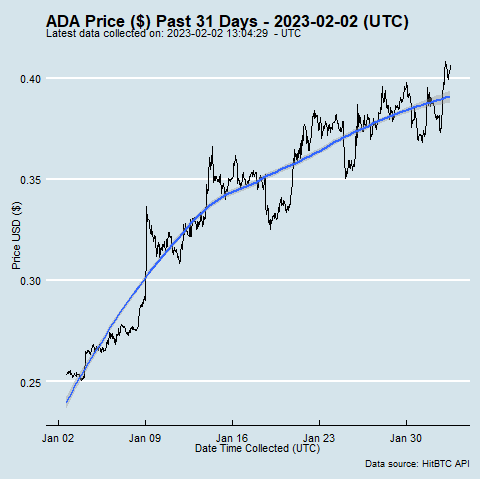 ADA Price ($) Past 31 Days - 2023-02-02 (UTC)
Latest data collected on: 2023-02-02 13:04:29 - UTC
0.40
0.35
0.30
0.25
Price USD ($)
Jan 02 Jan 09 Jan 16 Jan 23 Jan 30
Date Time Collected (UTC)
Data source: HitBTC API